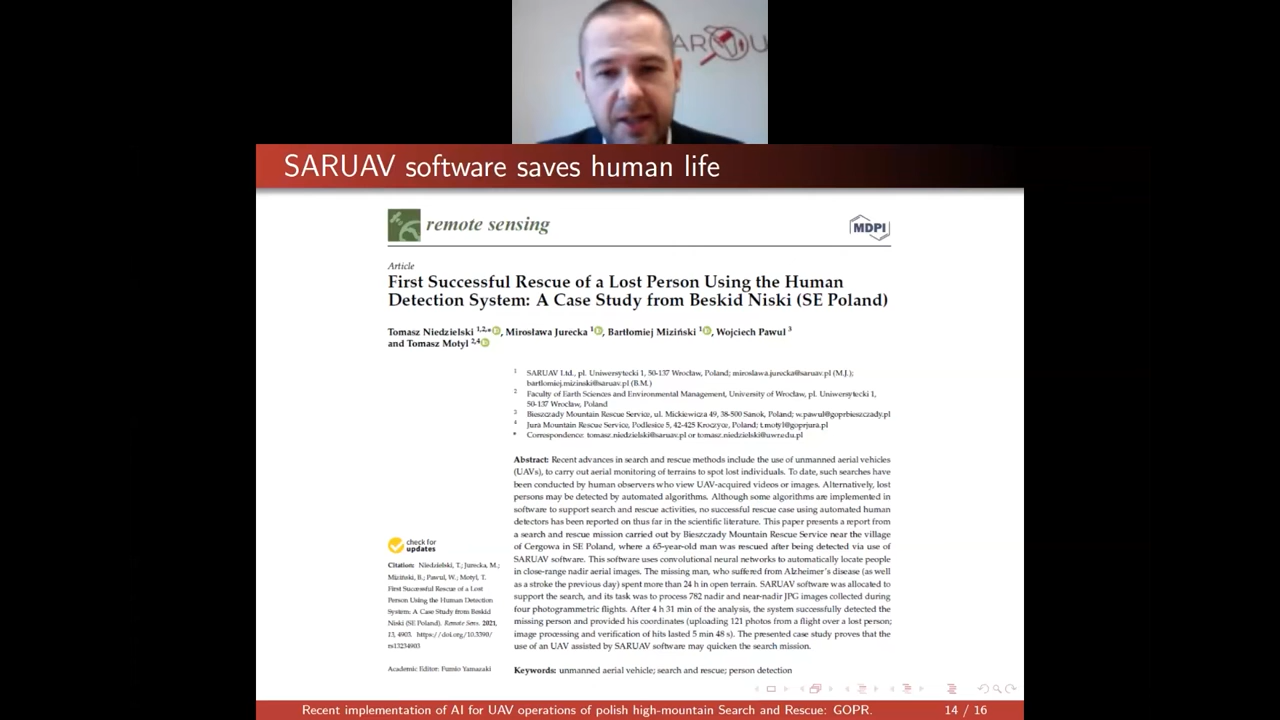 AROU
SARUAV software saves human life
remote sensing
MDPI
Article
First Successful Rescue of a Lost Person Using the Human
Detection System: A Case Study from Beskid Niski (SE Poland)
Tomasz Niedzielski 1,2,* , Mirosława Jurecka 1 , Bartłomiej Miziński 1 , Wojciech Pawul 3
and Tomasz Motyl 2,4
1 SARUAV Ltd., pl. Uniwersytecki 1, 50-137 Wrocław, Poland; miroslawa.jurecka@saruav.pl (M.J.);
bartlomiej.mizinski@saruav.pl (B.M.)
2 Faculty of Earth Sciences and Environmental Management, University of Wrocław, pl. Uniwersytecki 1,
50-137 Wrocław, Poland
3 Bieszczady Mountain Rescue Service, ul. Mickiewicza 49, 38-500 Sanok, Poland; w.pawul@goprbieszczady.pl
4 Jura Mountain Rescue Service, Podlesice 5, 42-425 Kroczyce, Poland; t.motyl@goprjura.pl
* Correspondence: tomasz.niedzielski@saruav.pl or tomasz.niedzielski@uwr.edu.pl
Abstract: Recent advances in search and rescue methods include the use of unmanned aerial vehicles
(UAVs), to carry out aerial monitoring of terrains to spot lost individuals. To date, such searches have
been conducted by human observers who view UAV-acquired videos or images. Alternatively, lost
persons may be detected by automated algorithms. Although some algorithms are implemented in
software to support search and rescue activities, no successful rescue case using automated human
detectors has been reported on thus far in the scientific literature. This paper presents a report from
a search and rescue mission carried out by Bieszczady Mountain Rescue Service near the village
of Cergowa in SE Poland, where a 65-year-old man was rescued after being detected via use of
SARUAV software. This software uses convolutional neural networks to automatically locate people
in close-range nadir aerial images. The missing man, who suffered from Alzheimer's disease (as well
as a stroke the previous day) spent more than 24 h in open terrain. SARUAV software was allocated to
support the search, and its task was to process 782 nadir and near-nadir JPG images collected during
four photogrammetric flights. After 4 h 31 min of the analysis, the system successfully detected the
missing person and provided his coordinates (uploading 121 photos from a flight over a lost person;
image processing and verification of hits lasted 5 min 48 s). The presented case study proves that the
use of an UAV assisted by SARUAV software may quicken the search mission.
Keywords: unmanned aerial vehicle; search and rescue; person detection
check for
updates
Citation: Niedzielski, T.; Jurecka, M.;
Miziński, B.; Pawul, W.; Motyl, T.
First Successful Rescue of a Lost
Person Using the Human Detection
System: A Case Study from Beskid
Niski (SE Poland). Remote Sens. 2021,
13, 4903. https://doi.org/10.3390/
rs13234903
Academic Editor: Fumio Yamazaki
Recent implementation of AI for UAV operations of polish high-mountain Search and Rescue: GOPR.
14 / 16